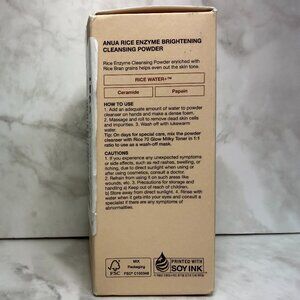 ANUA RICE ENZYME BRIGHTENING
CLEANSING POWDER
Rice Enzyme Cleansing Powder enriched with
Rice Bran grains helps even out the skin tone.
RICE WATER+™
Ceramide
Papain
HOW TO USE
1. Add an adequate amount of water to powder
cleanser on hands and make a dense foam.
2. Massage and roll to remove dead skin cells
and impurities. 3. Wash off with lukewarm
water.
Tip: On days for special care, mix the powder
cleanser with Rice 70 Glow Milky Toner in 1:1
ratio to use as a wash-off mask.
CAUTIONS
1. If you experience any unexpected symptoms
or side effects, such as red rashes, swelling, or
itching, due to direct sunlight when using or
after using cosmetics, consult a doctor.
2. Refrain from using it on such areas like
wounds, etc. 3. Precautions for storage and
handling a) Keep out of reach of children.
b) Store away from direct sunlight. 4. Rinse with
water when it gets into your eyes and consult a
specialist if there are any symptoms of
abnormalities.
FSC
MIX
Packaging
PRINTED WITH
SOY INK